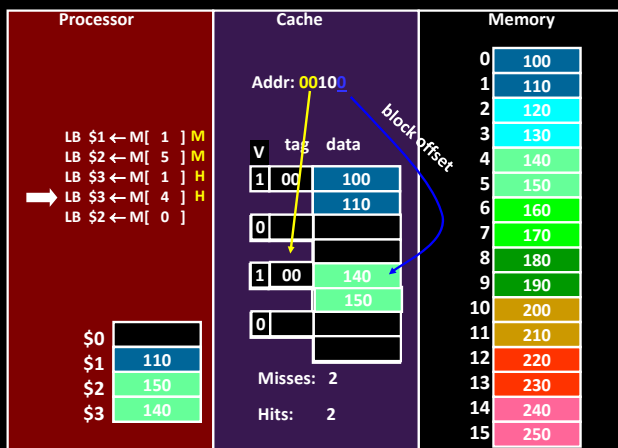 Processor
LB $1 ← M[ 1 ] M
LB $2 ← M[ 5 ] M
LB $3 ← M[ 1 ] H
LB $3 ← M[ 4 ] H
LB $2 ← M[ 0 ]
$0
$1 110
$2 150
$3 140
Cache
Addr: 00100
block offset
V tag data
1 00 100
110
0
1 00 140
150
0
Misses: 2
Hits: 2
Memory
0 100
1 110
2 120
3 130
4 140
5 150
6 160
7 170
8 180
9 190
10 200
11 210
12 220
13 230
14 240
15 250